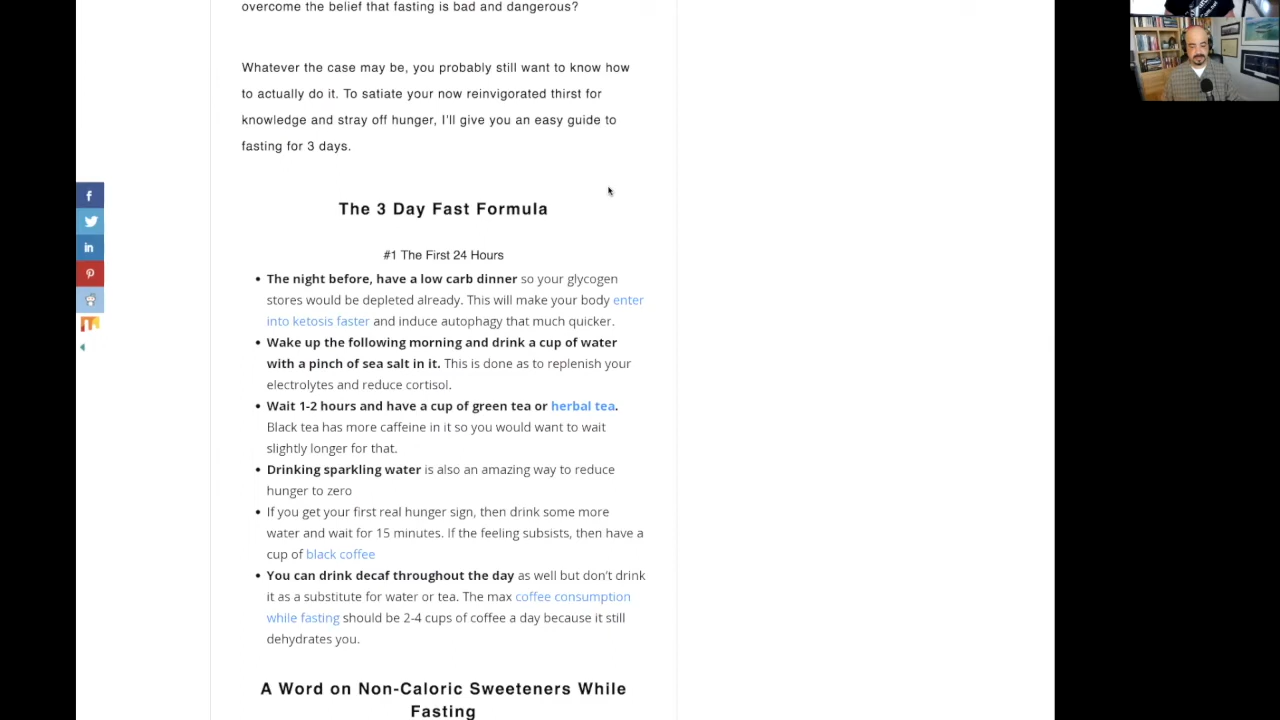 overcome the belief that fasting is bad and dangerous?
Whatever the case may be, you probably still want to know how
to actually do it. To satiate your now reinvigorated thirst for
knowledge and stray off hunger, I'll give you an easy guide to
fasting for 3 days.
The 3 Day Fast Formula
#1 The First 24 Hours
• The night before, have a low carb dinner so your glycogen
stores would be depleted already. This will make your body enter
into ketosis faster and induce autophagy that much quicker.
• Wake up the following morning and drink a cup of water
with a pinch of sea salt in it. This is done as to replenish your
electrolytes and reduce cortisol.
• Wait 1-2 hours and have a cup of green tea or herbal tea.
Black tea has more caffeine in it so you would want to wait
slightly longer for that.
• Drinking sparkling water is also an amazing way to reduce
hunger to zero
• If you get your first real hunger sign, then drink some more
water and wait for 15 minutes. If the feeling subsists, then have a
cup of black coffee
• You can drink decaf throughout the day as well but don't drink
it as a substitute for water or tea. The max coffee consumption
while fasting should be 2-4 cups of coffee a day because it still
dehydrates you.
A Word on Non-Caloric Sweeteners While
Fasting